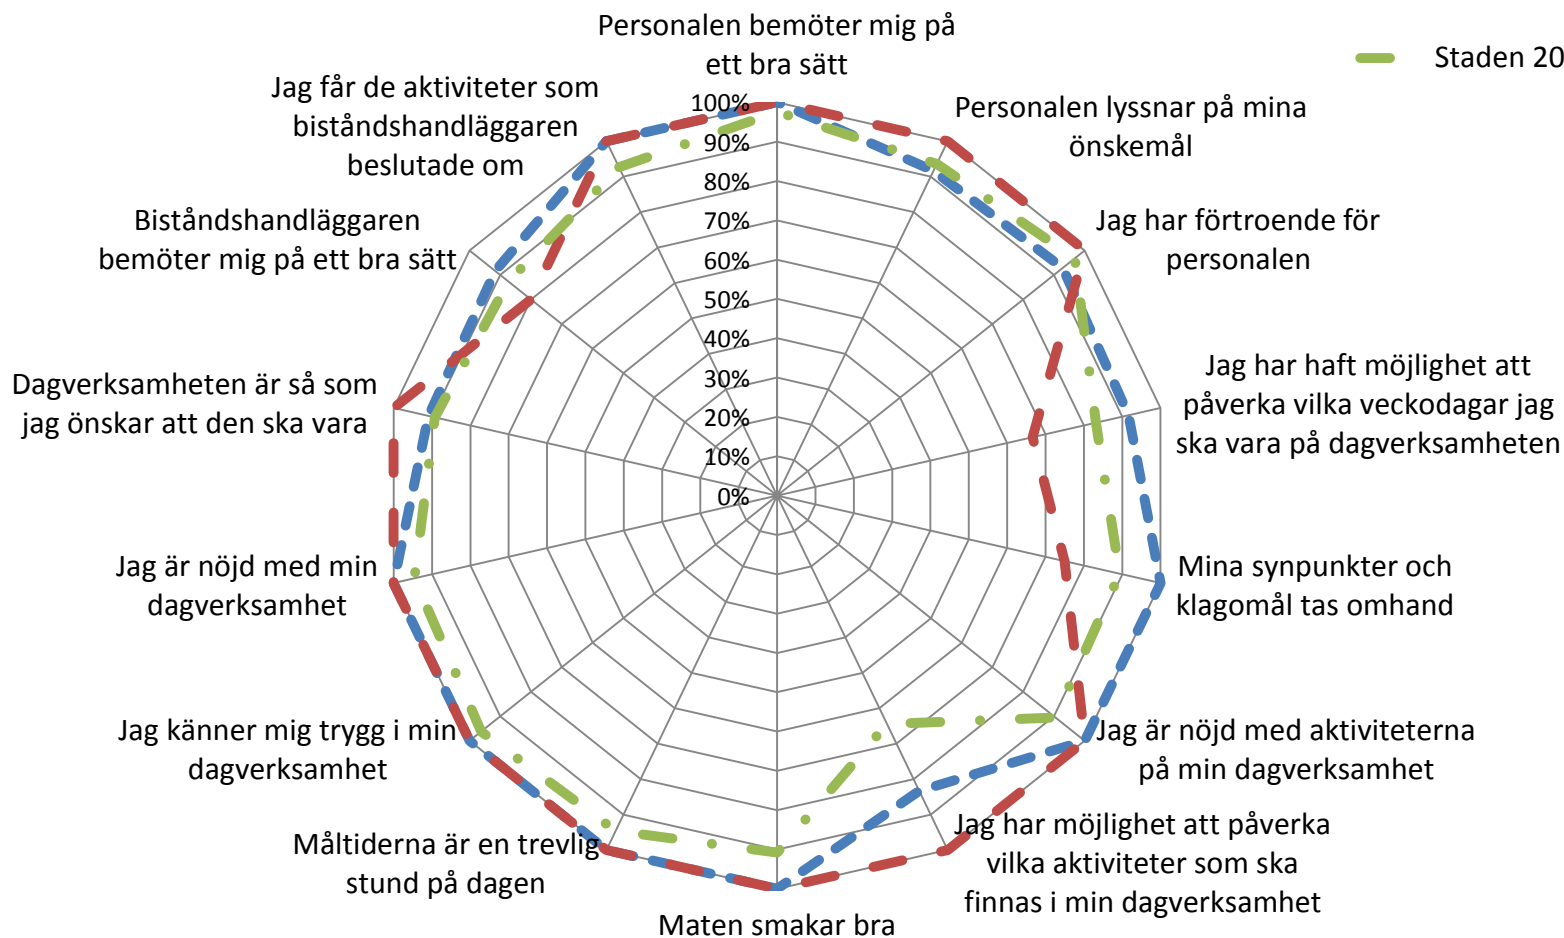 Personalen bemöter mig på
ett bra sätt
Staden 20
Personalen lyssnar på mina
önskemål
Jag har förtroende för
personalen
Jag har haft möjlighet att
påverka vilka veckodagar jag
ska vara på dagverksamheten
Mina synpunkter och
klagomål tas omhand
Jag är nöjd med aktiviteterna
på min dagverksamhet
Jag har möjlighet att påverka
vilka aktiviteter som ska
finnas i min dagverksamhet
Maten smakar bra
Måltiderna är en trevlig
stund på dagen
Jag känner mig trygg i min
dagverksamhet
Jag är nöjd med min
dagverksamhet
Dagverksamheten är så som
jag önskar att den ska vara
Biståndshandläggaren
bemöter mig på ett bra sätt
Jag får de aktiviteter som
biståndshandläggaren
beslutade om
100%
90%
80%
70%
60%
50%
40%
30%
20%
10%
0%